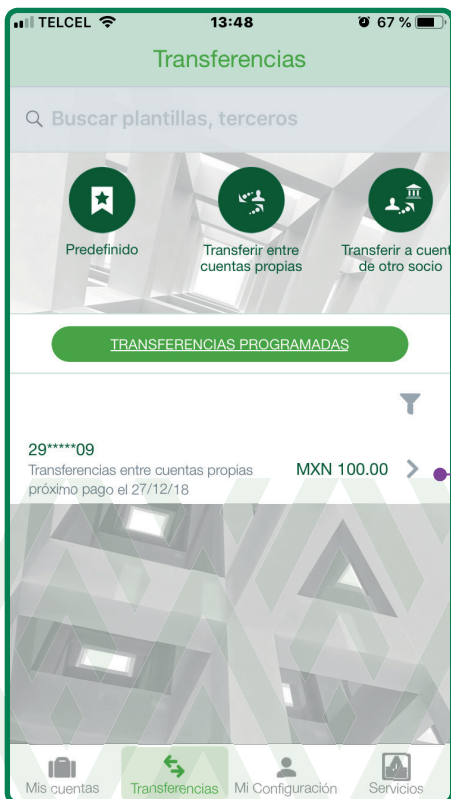 TELCEL 13:48 67 %
Transferencias
Buscar plantillas, terceros
Predefinido
Transferir entre
cuentas propias
Transferir a cuent
de otro socio
TRANSFERENCIAS PROGRAMADAS
29*****09
Transferencias entre cuentas propias
próximo pago el 27/12/18
MXN 100.00
Mis cuentas Transferencias Mi Configuración Servicios